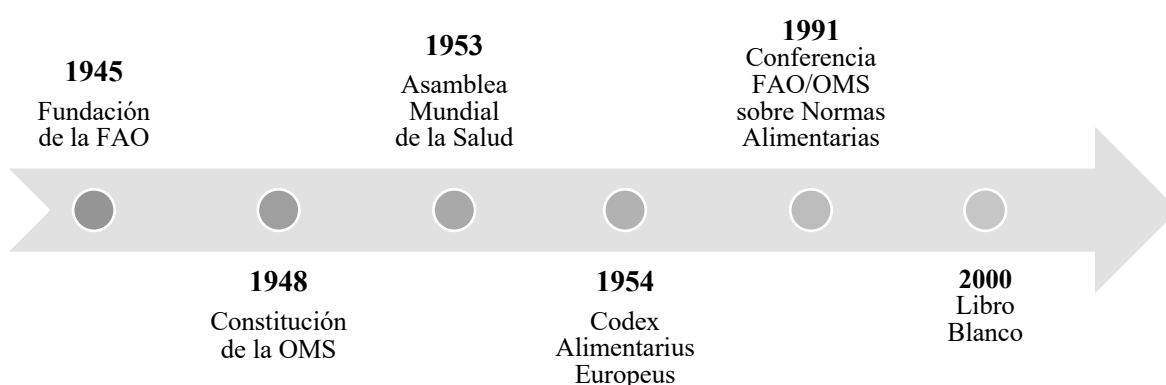 1945
Fundación
de la FAO
1948
Constitución
de la OMS
1953
Asamblea
Mundial
de la Salud
1954
Codex
Alimentarius
Europeus
1991
Conferencia
FAO/OMS
sobre Normas
Alimentarias
2000
Libro
Blanco